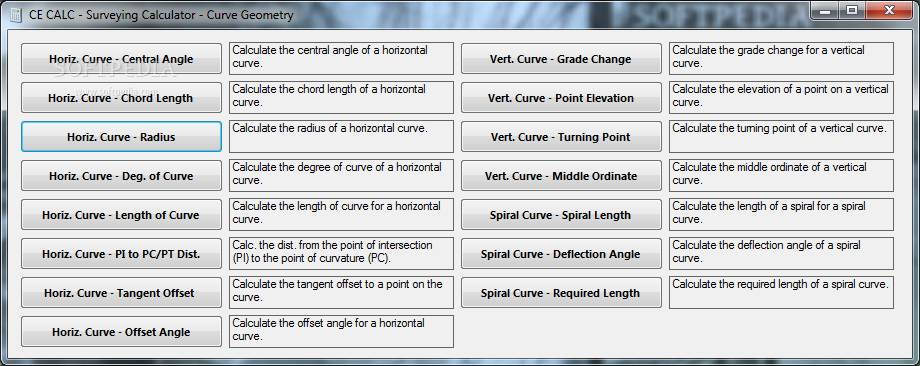 CE CALC - Surveying Calculator - Curve Geometry
SOFTPEDIA
Horiz. Curve - Central Angle
Calculate the central angle of a horizontal
curve.
SOFTPEDIA
www.softpedia.com
Horiz. Curve - Chord Length
Calculate the chord length of a horizontal
curve.
Horiz. Curve - Radius
Calculate the radius of a horizontal curve.
Horiz. Curve - Deg. of Curve
Calculate the degree of curve of a horizontal
curve.
Horiz. Curve - Length of Curve
Calculate the length of curve for a horizontal
curve.
Horiz. Curve - PI to PC/PT Dist.
Calc. the dist. from the point of intersection
(PI) to the point of curvature (PC).
Horiz. Curve - Tangent Offset
Calculate the tangent offset to a point on the
curve.
Horiz. Curve - Offset Angle
Calculate the offset angle for a horizontal
curve.
Vert. Curve - Grade Change
Calculate the grade change for a vertical
curve.
Vert. Curve - Point Elevation
Calculate the elevation of a point on a vertical
curve.
Vert. Curve - Turning Point
Calculate the turning point of a vertical curve.
Vert. Curve - Middle Ordinate
Calculate the middle ordinate of a vertical
curve.
Spiral Curve - Spiral Length
Calculate the length of a spiral for a spiral
curve.
Spiral Curve - Deflection Angle
Calculate the deflection angle of a spiral
curve.
Spiral Curve - Required Length
Calculate the required length of a spiral curve.